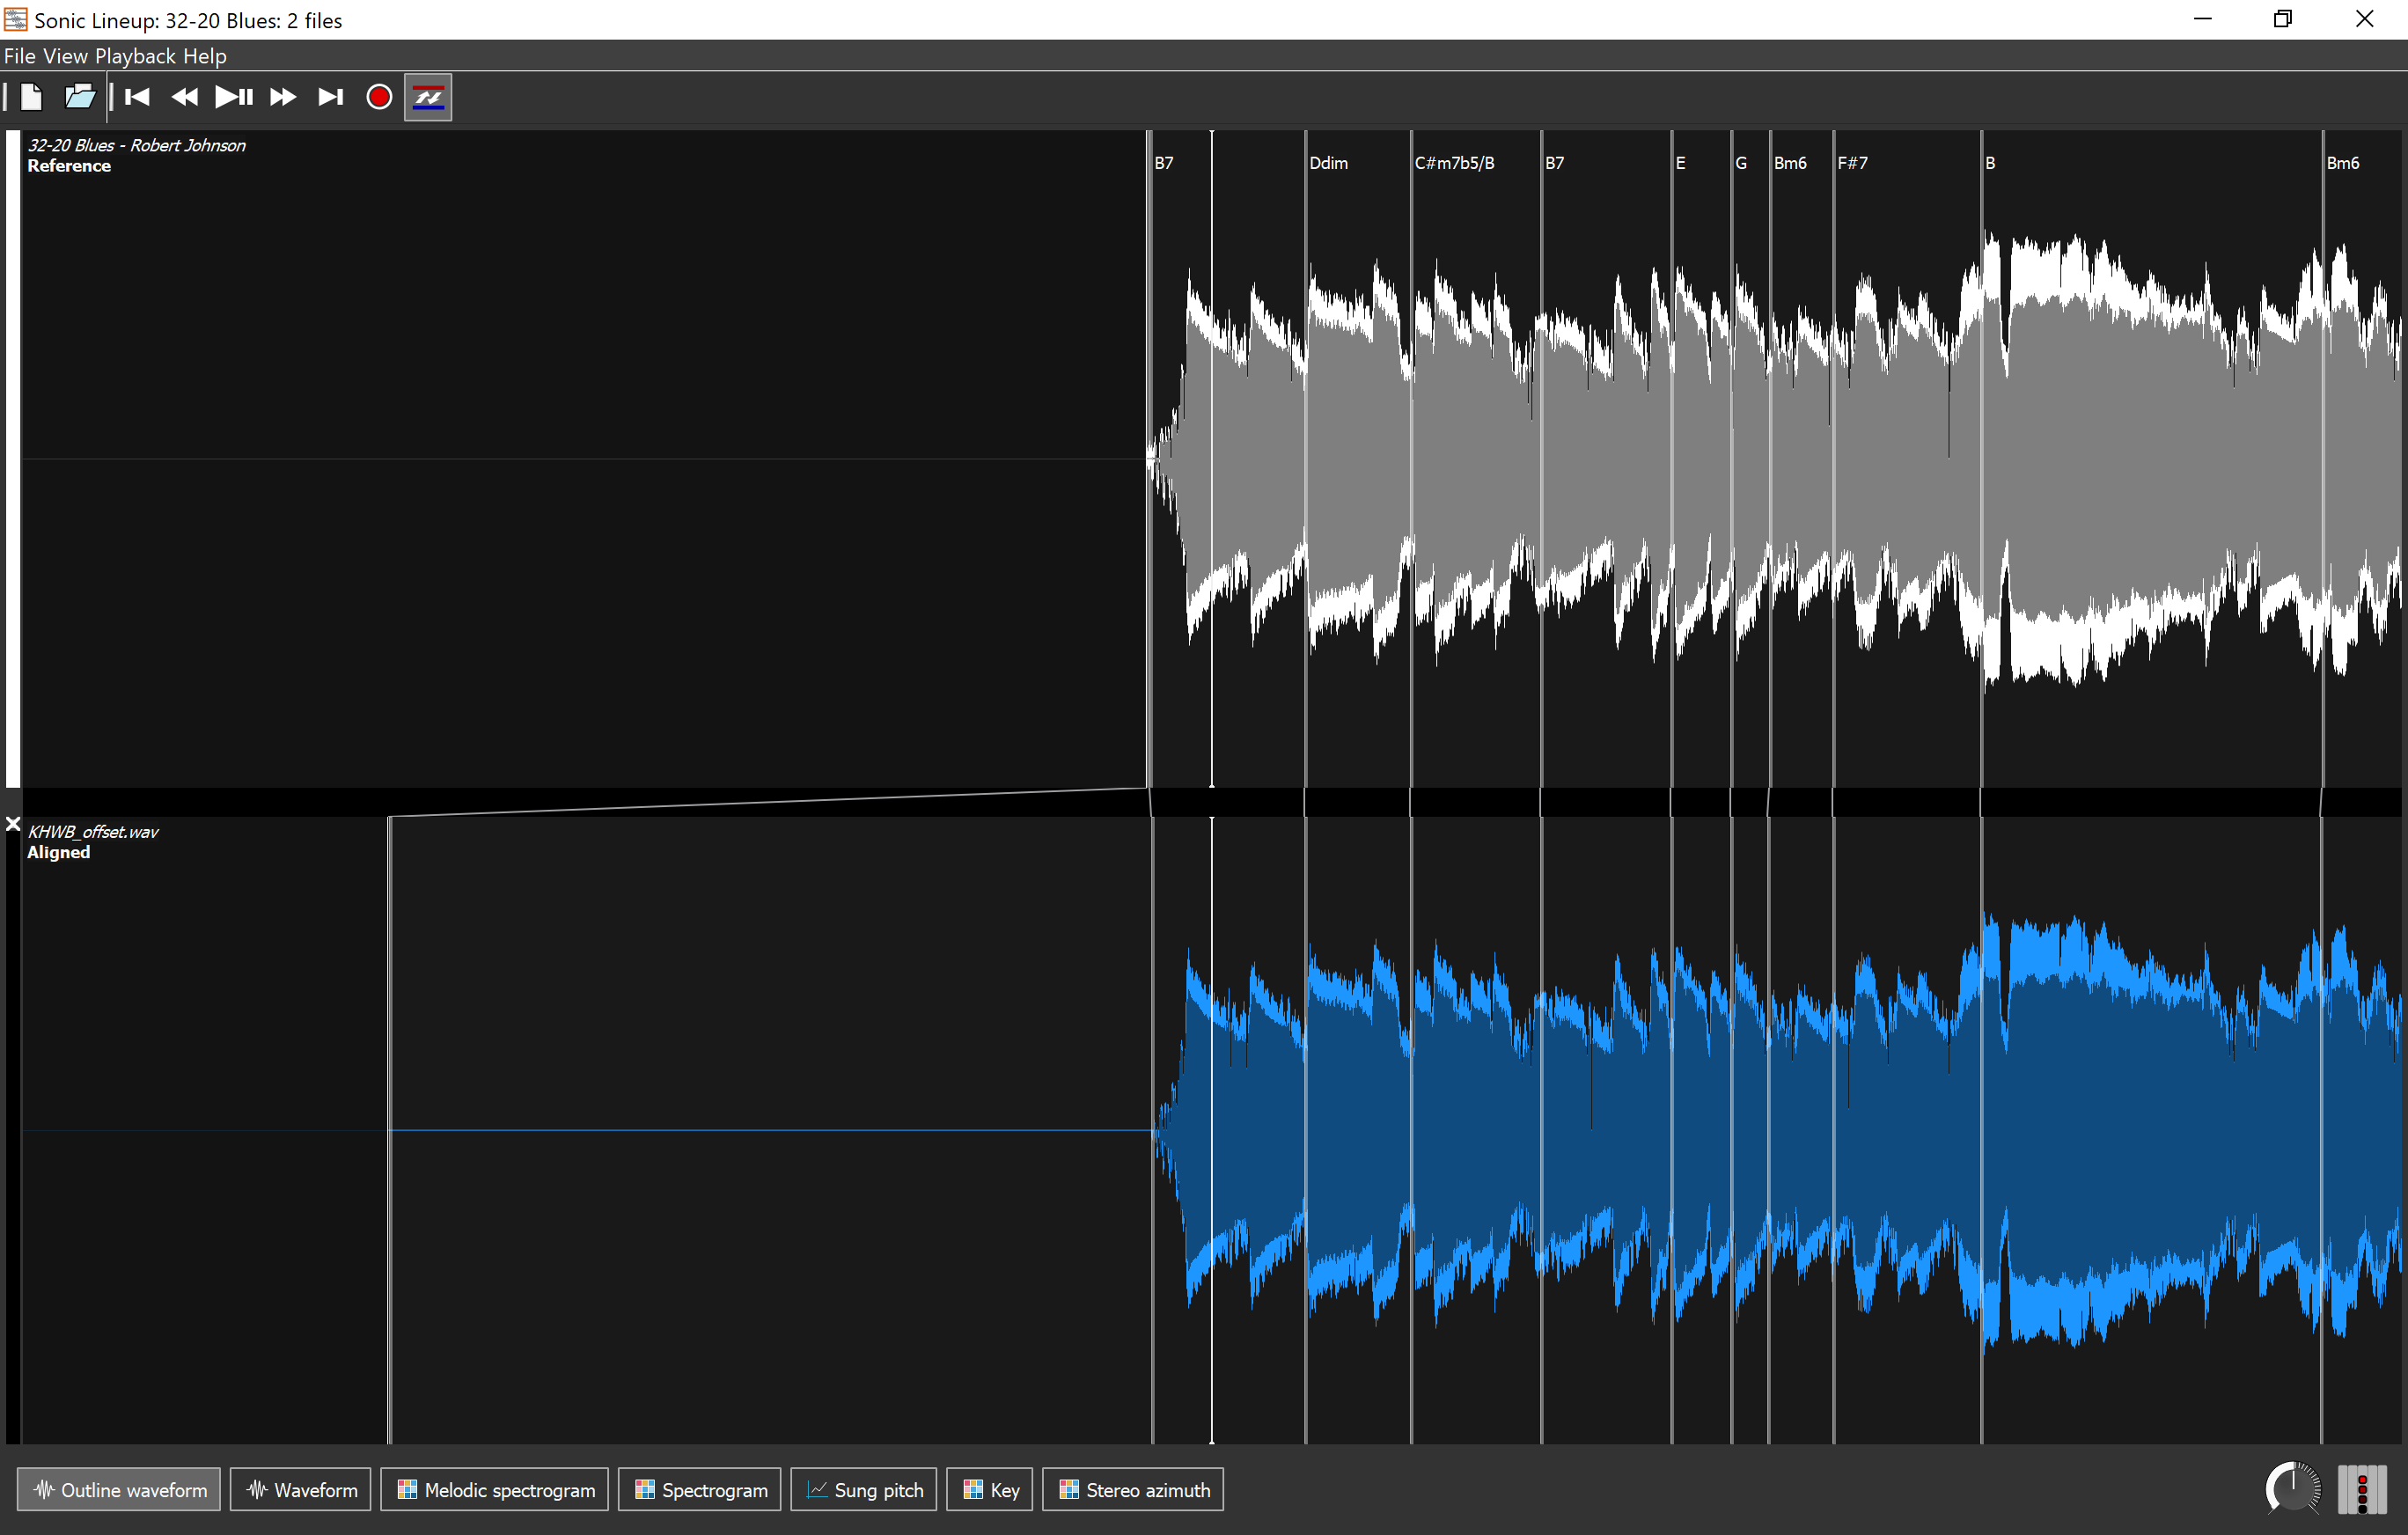 Sonic Lineup: 32-20 Blues: 2 files
File View Playback Help
32-20 Blues - Robert Johnson
Reference
B7 Ddim C#m7b5/B B7 E G Bm6 F#7 B Bm6
KHWB_offset.wav
Aligned
Outline waveform Waveform Melodic spectrogram Spectrogram Sung pitch Key Stereo azimuth